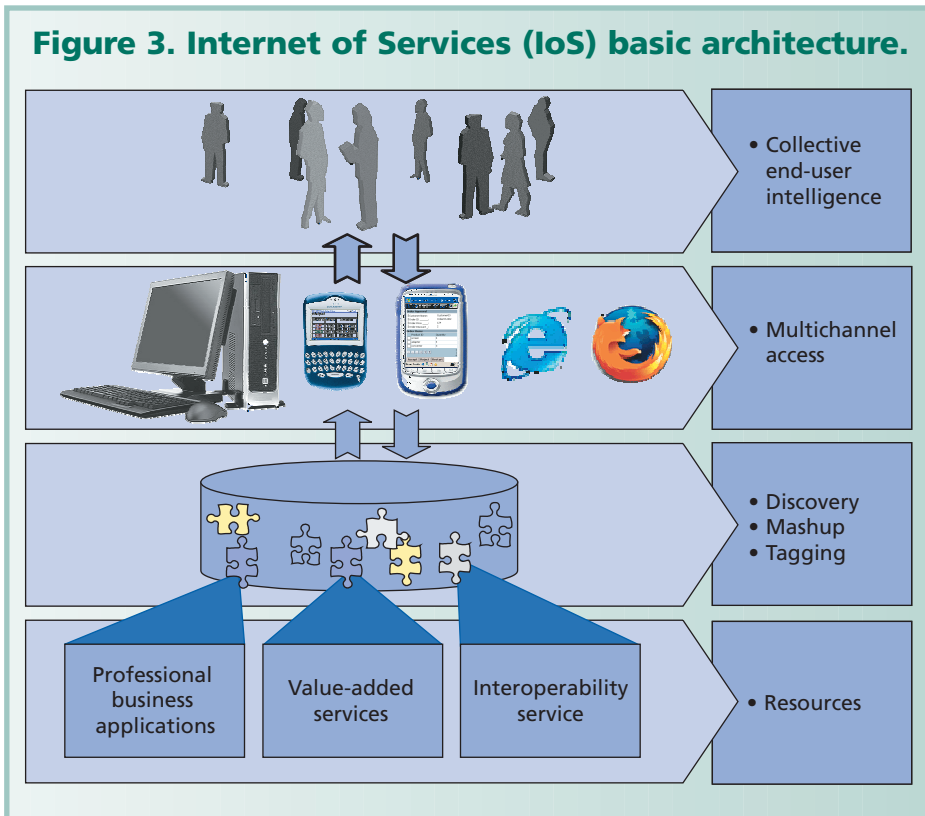 Figure 3. Internet of Services (IoS) basic architecture.
• Collective
end-user
intelligence
• Multichannel
access
• Discovery
• Mashup
• Tagging
Professional
business
applications
Value-added
services
Interoperability
service
• Resources